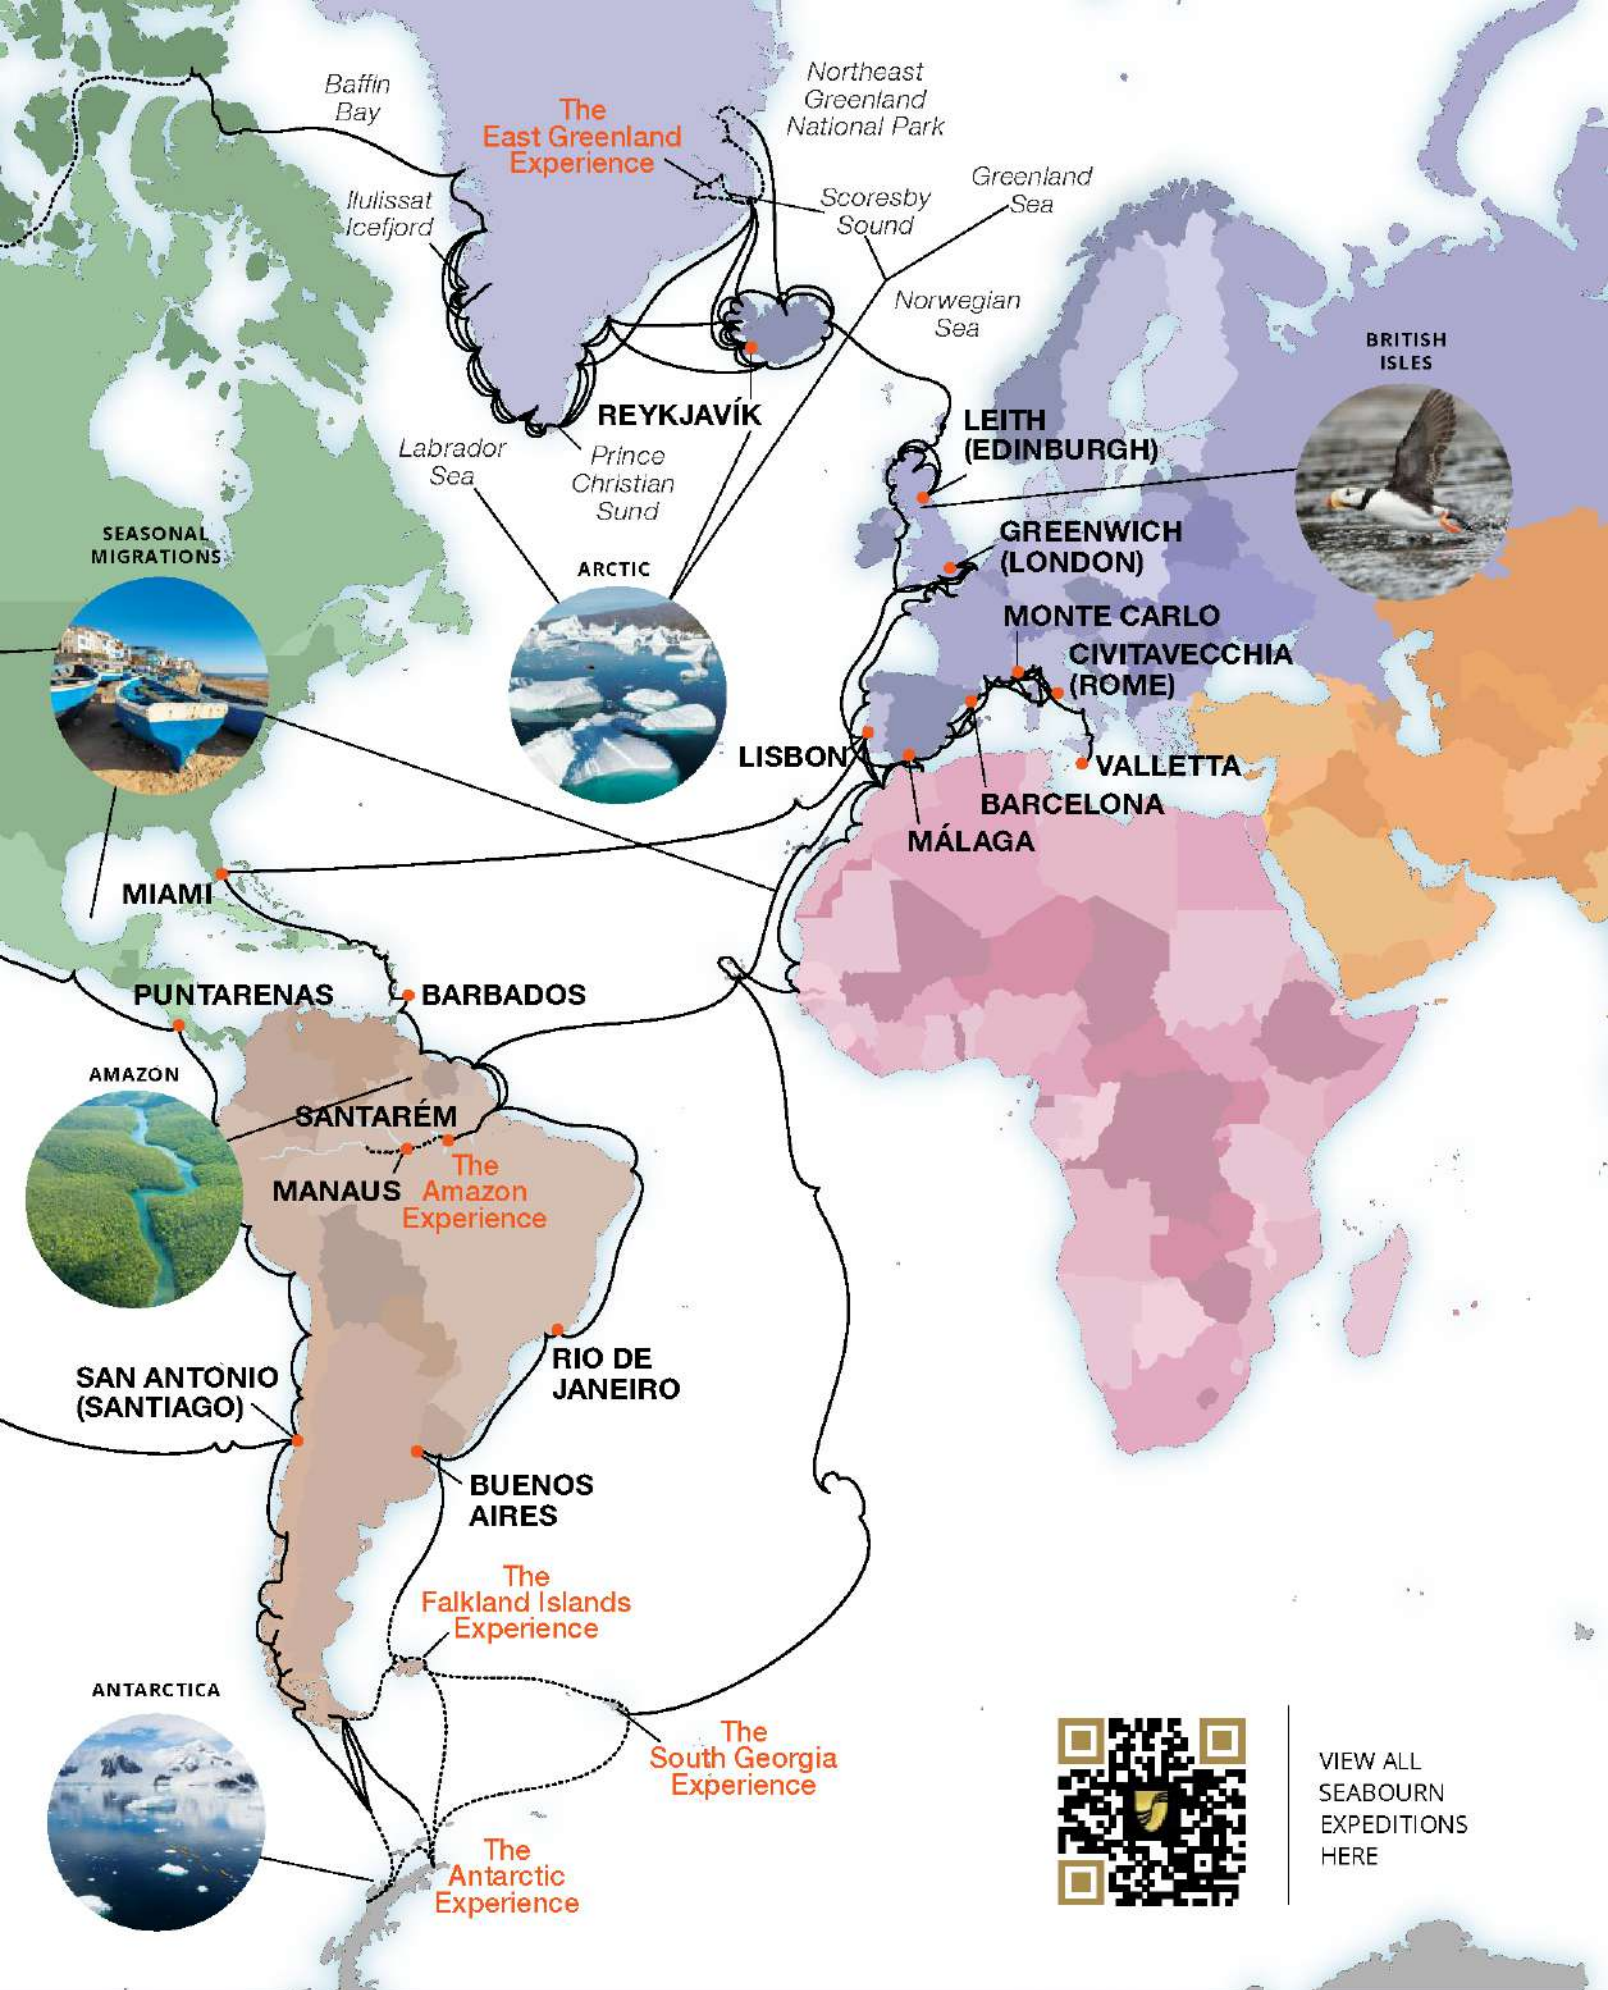 Baffin
Bay
The
East Greenland
Experience
Northeast
Greenland
National Park
Ilulissat
Icefjord
Scoresby
Sound
Greenland
Sea
Norwegian
Sea
BRITISH
ISLES
REYKJAVÍK
LEITH
(EDINBURGH)
Labrador
Sea
Prince
Christian
Sund
SEASONAL
MIGRATIONS
ARCTIC
GREENWICH
(LONDON)
MONTE CARLO
CIVITAVECCHIA
(ROME)
LISBON
VALLETTA
BARCELONA
MÁLAGA
MIAMI
PUNTARENAS
BARBADOS
AMAZON
SANTARÉM
MANAUS
The
Amazon
Experience
SAN ANTONIO
(SANTIAGO)
RIO DE
JANEIRO
BUENOS
AIRES
The
Falkland Islands
Experience
ANTARCTICA
The
South Georgia
Experience
The
Antarctic
Experience
VIEW ALL
SEABOURN
EXPEDITIONS
HERE